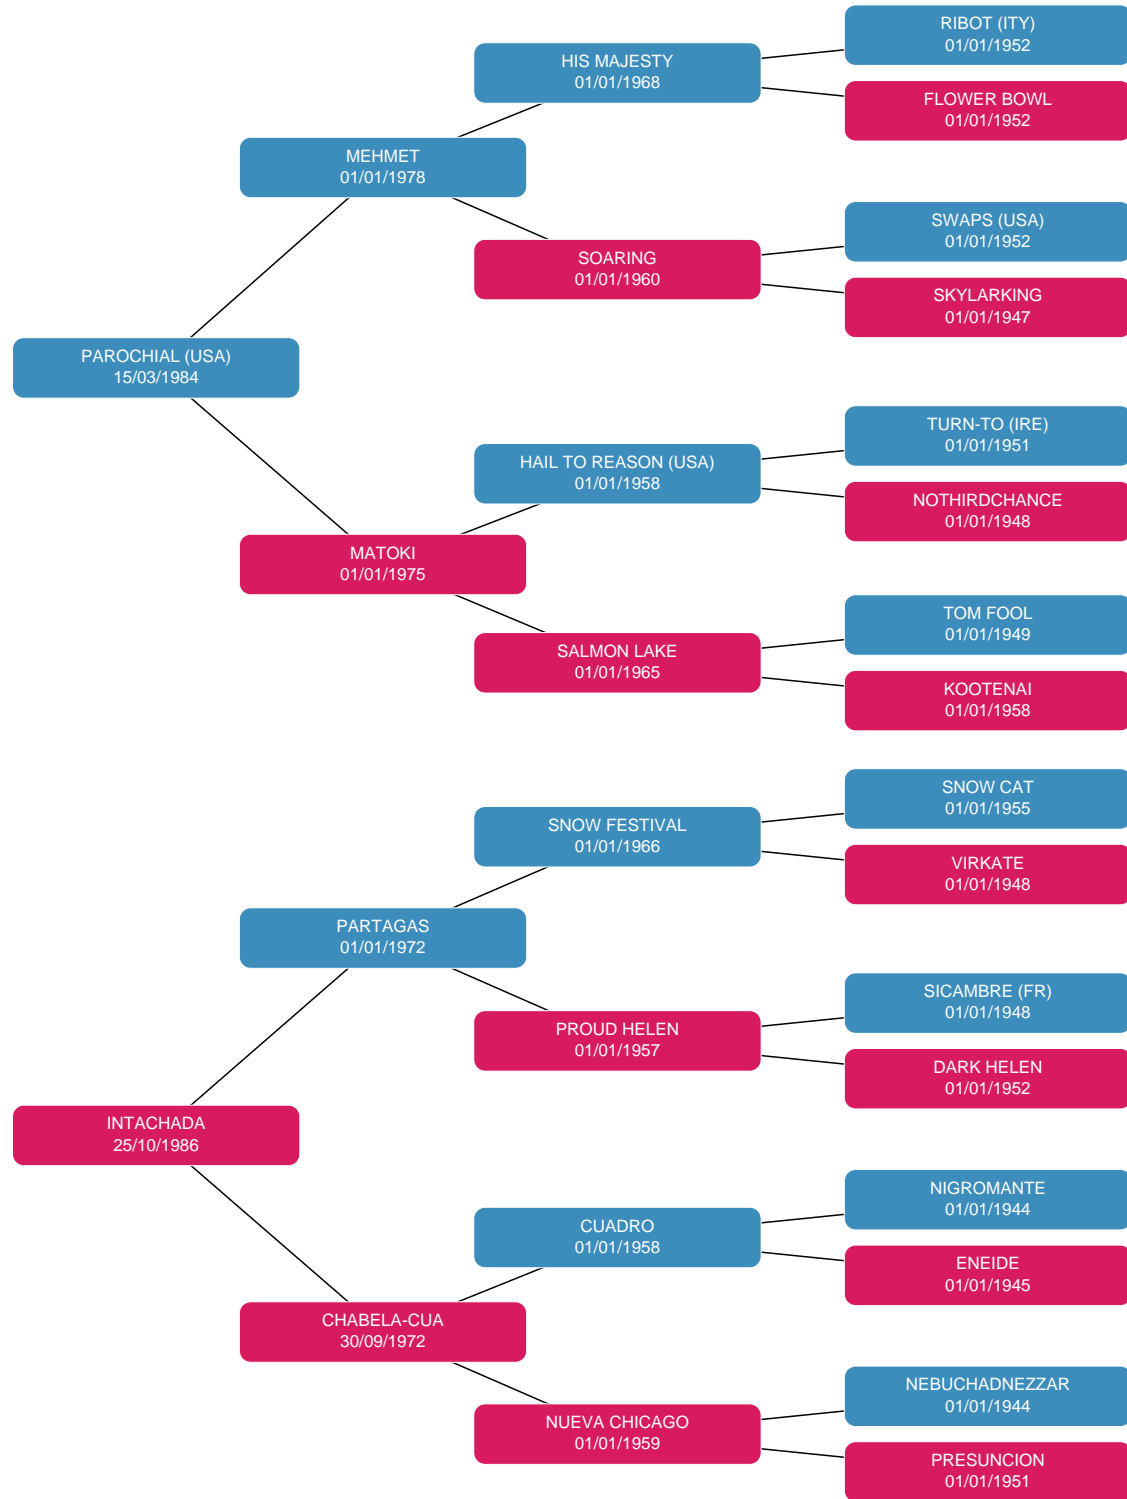 RIBOT (ITY)
01/01/1952
HIS MAJESTY
01/01/1968
FLOWER BOWL
01/01/1952
MEHMET
01/01/1978
SWAPS (USA)
01/01/1952
SOARING
01/01/1960
SKYLARKING
01/01/1947
PAROCHIAL (USA)
15/03/1984
TURN-TO (IRE)
01/01/1951
HAIL TO REASON (USA)
01/01/1958
NOTHIRDCHANCE
01/01/1948
MATOKI
01/01/1975
TOM FOOL
01/01/1949
SALMON LAKE
01/01/1965
KOOTENAI
01/01/1958
SNOW CAT
01/01/1955
SNOW FESTIVAL
01/01/1966
VIRKATE
01/01/1948
PARTAGAS
01/01/1972
SICAMBRE (FR)
01/01/1948
PROUD HELEN
01/01/1957
DARK HELEN
01/01/1952
INTACHADA
25/10/1986
NIGROMANTE
01/01/1944
CUADRO
01/01/1958
ENEIDE
01/01/1945
CHABELA-CUA
30/09/1972
NEBUCHADNEZZAR
01/01/1944
NUEVA CHICAGO
01/01/1959
PRESUNCION
01/01/1951